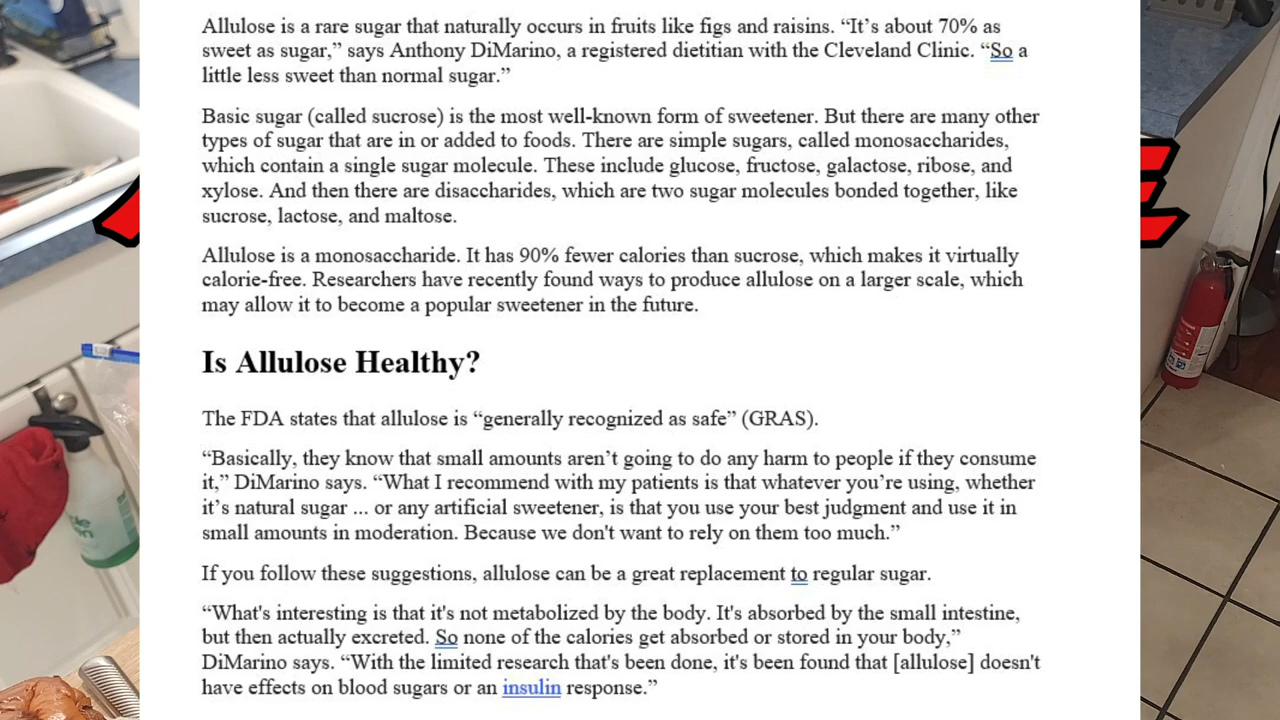 Allulose is a rare sugar that naturally occurs in fruits like figs and raisins. “It’s about 70% as
sweet as sugar,” says Anthony DiMarino, a registered dietitian with the Cleveland Clinic. “So a
little less sweet than normal sugar.”
Basic sugar (called sucrose) is the most well-known form of sweetener. But there are many other
types of sugar that are in or added to foods. There are simple sugars, called monosaccharides,
which contain a single sugar molecule. These include glucose, fructose, galactose, ribose, and
xylose. And then there are disaccharides, which are two sugar molecules bonded together, like
sucrose, lactose, and maltose.
Allulose is a monosaccharide. It has 90% fewer calories than sucrose, which makes it virtually
calorie-free. Researchers have recently found ways to produce allulose on a larger scale, which
may allow it to become a popular sweetener in the future.
Is Allulose Healthy?
The FDA states that allulose is “generally recognized as safe” (GRAS).
“Basically, they know that small amounts aren’t going to do any harm to people if they consume
it,” DiMarino says. “What I recommend with my patients is that whatever you’re using, whether
it’s natural sugar ... or any artificial sweetener, is that you use your best judgment and use it in
small amounts in moderation. Because we don't want to rely on them too much.”
If you follow these suggestions, allulose can be a great replacement to regular sugar.
“What's interesting is that it's not metabolized by the body. It's absorbed by the small intestine,
but then actually excreted. So none of the calories get absorbed or stored in your body,”
DiMarino says. “With the limited research that's been done, it's been found that [allulose] doesn't
have effects on blood sugars or an insulin response.”